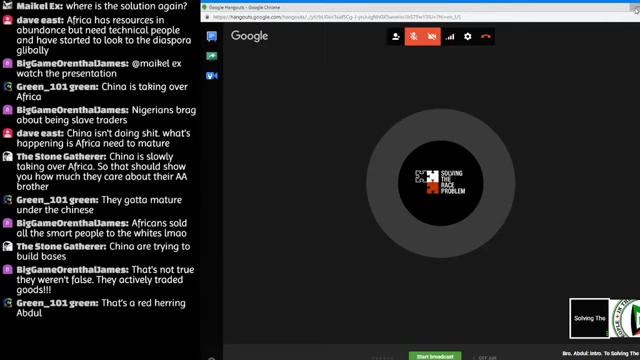 Maikel Ex: where is the solution again?
dave east: Africa has resources in
abundance but need technical people
and have started to look to the diaspora
glibally
BigGameOrenthalJames: @maikel ex
watch the presentation
Green_101 green: China is taking over
Africa
BigGameOrenthalJames: Nigerians brag
about being slave traders
dave east: China isn't doing shit. what's
happening is Africa need to mature
The Stone Gatherer: China is slowly
taking over Africa. So that should show
you how much they care about their AA
brother
Green_101 green: They gotta mature
under the chinese
BigGameOrenthalJames: Africans sold
all the smart people to the whites lmao
The Stone Gatherer: China are trying to
build bases
BigGameOrenthalJames: That's not true
they weren't false. They actively traded
goods!!!
Green_101 green: That's a red herring
Abdul
Google Hangouts - Google Chrome
https://hangouts.google.com/hangouts/
Google
SOLVING
THE
RACE
PROBLEM
Solving The
Bro. Abdul: Intro. To Solving The
Start broadcast